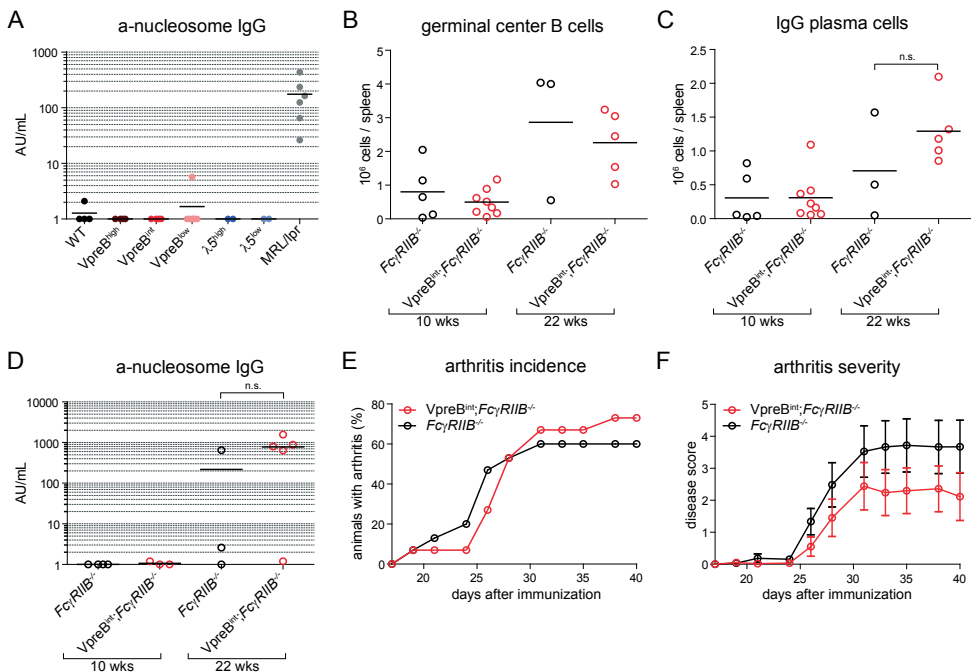 A
a-nucleosome IgG
AU/mL
1000
100
10
1
WT
VpreBhigh
VpreBint
VpreBlow
λ5high
λ5low
MRL/lpr
B
germinal center B cells
10⁶ cells / spleen
6
4
2
0
FcγRIIB-/-
VpreBint;FcγRIIB-/-
FcγRIIB-/-
VpreBint;FcγRIIB-/-
10 wks
22 wks
C
IgG plasma cells
10⁶ cells / spleen
2.5
2.0
1.5
1.0
0.5
0.0
n.s.
FcγRIIB-/-
VpreBint;FcγRIIB-/-
FcγRIIB-/-
VpreBint;FcγRIIB-/-
10 wks
22 wks
D
a-nucleosome IgG
n.s.
AU/mL
10000
1000
100
10
1
FcγRIIB-/-
VpreBint;FcγRIIB-/-
FcγRIIB-/-
VpreBint;FcγRIIB-/-
10 wks
22 wks
E
arthritis incidence
animals with arthritis (%)
80
60
40
20
0
VpreBint;FcγRIIB-/-
FcγRIIB-/-
20 25 30 35 40
days after immunization
F
arthritis severity
disease score
5
4
3
2
1
0
VpreBint;FcγRIIB-/-
FcγRIIB-/-
20 25 30 35 40
days after immunization